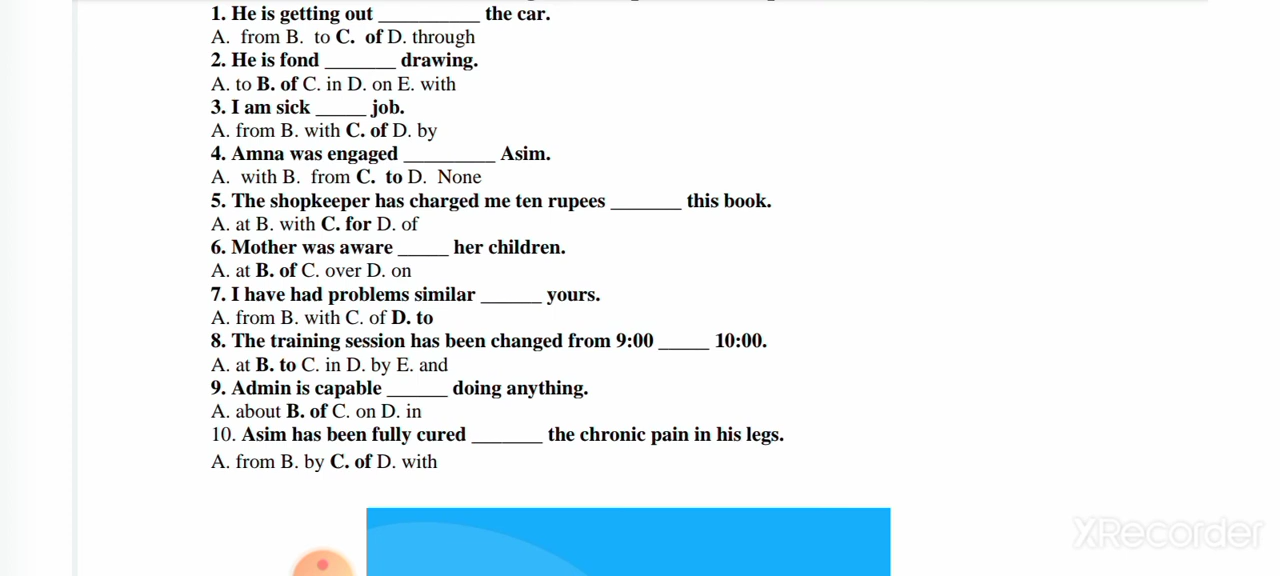 1. He is getting out __________ the car.
A. from B. to C. of D. through
2. He is fond _______ drawing.
A. to B. of C. in D. on E. with
3. I am sick _____ job.
A. from B. with C. of D. by
4. Amna was engaged _________ Asim.
A. with B. from C. to D. None
5. The shopkeeper has charged me ten rupees _______ this book.
A. at B. with C. for D. of
6. Mother was aware _____ her children.
A. at B. of C. over D. on
7. I have had problems similar ______ yours.
A. from B. with C. of D. to
8. The training session has been changed from 9:00 _____ 10:00.
A. at B. to C. in D. by E. and
9. Admin is capable ______ doing anything.
A. about B. of C. on D. in
10. Asim has been fully cured _______ the chronic pain in his legs.
A. from B. by C. of D. with
XRecorder